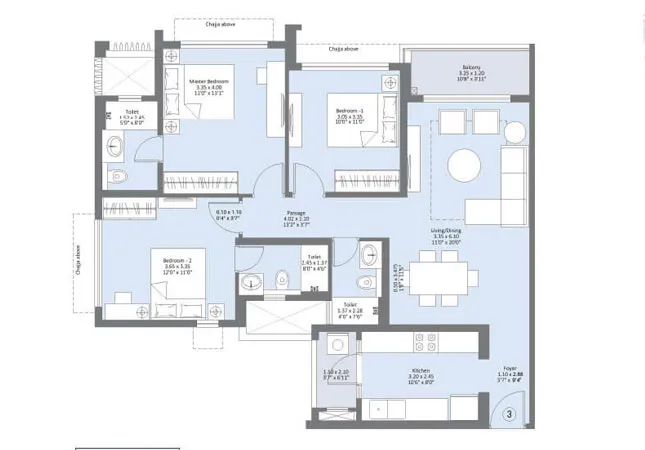 Chajja above
Chajja above
Balcony
3.25 x 1.20
10'8" x 3'11"
Master Bedroom
3.35 x 4.00
11'0" x 13'1"
Bedroom -1
3.05 x 3.35
10'0" x 11'0"
Toilet
1.52 x 2.45
5'0" x 8'0"
0.10 x 1.10
0'4" x 3'7"
Passage
4.02 x 1.10
13'2" x 3'7"
Living/Dining
3.35 x 6.10
11'0" x 20'0"
Chajja above
Bedroom - 2
3.65 x 3.35
12'0" x 11'0"
Toilet
2.45 x 1.37
8'0" x 4'6"
Toilet
1.37 x 2.28
4'6" x 7'6"
Kitchen
3.20 x 2.45
10'6" x 8'0"
1.10 x 2.10
3'7" x 6'11"
Foyer
1.10 x 2.88
3'7" x 9'4"
3